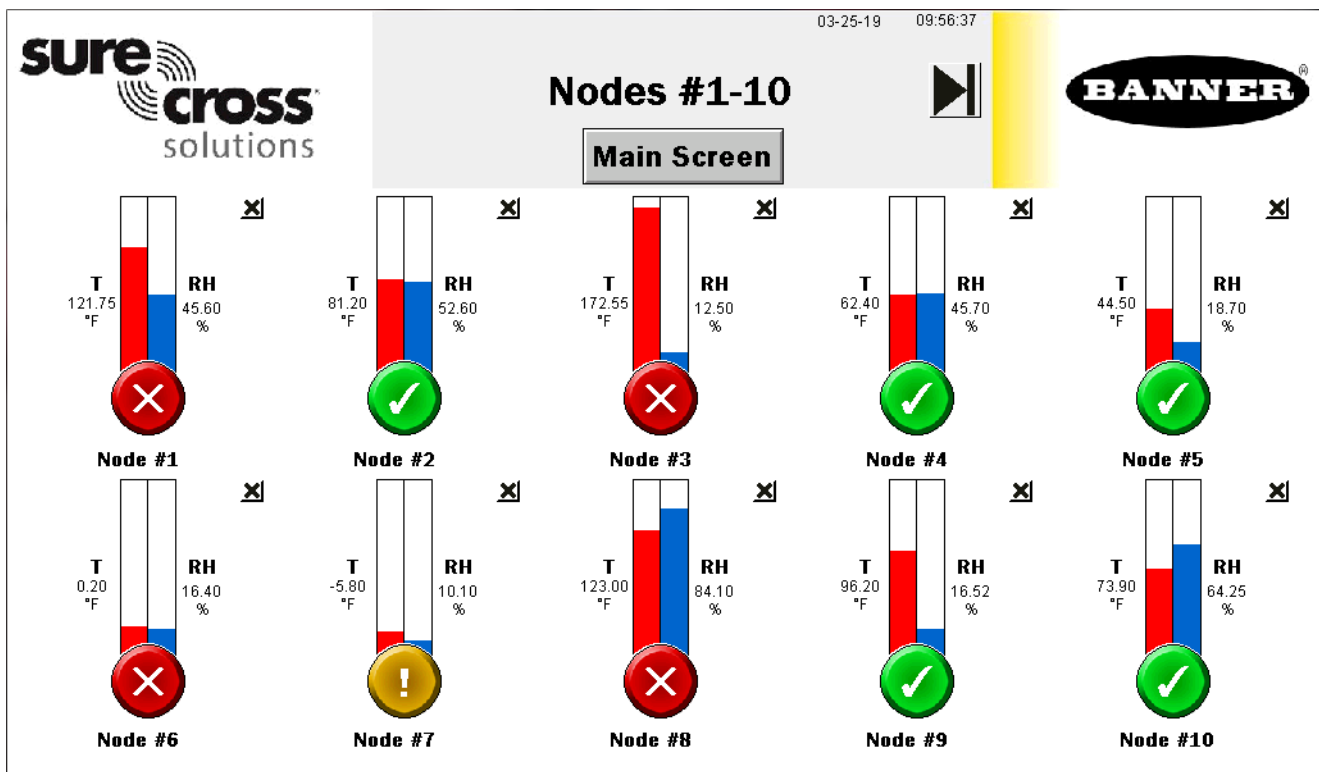 03-25-19 09:56:37
sure
cross
solutions
Nodes #1-10
BANNER®
Main Screen
T RH
121.75 45.60
°F %
Node #1
T RH
81.20 52.60
°F %
Node #2
T RH
172.55 12.50
°F %
Node #3
T RH
62.40 45.70
°F %
Node #4
T RH
44.50 18.70
°F %
Node #5
T RH
0.20 16.40
°F %
Node #6
T RH
-5.80 10.10
°F %
Node #7
T RH
123.00 84.10
°F %
Node #8
T RH
96.20 16.52
°F %
Node #9
T RH
73.90 64.25
°F %
Node #10